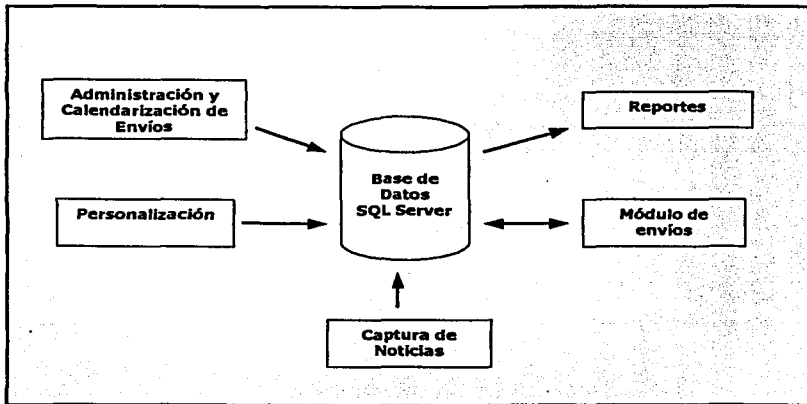 Administración y
Calendarización de
Envíos
Reportes
Base de
Datos
SQL Server
Personalización
Módulo de
envíos
Captura de
Noticias